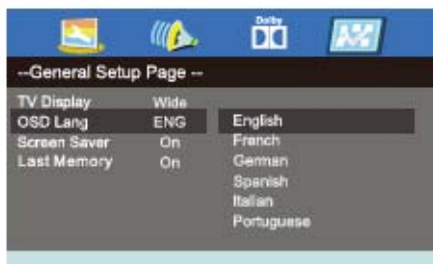 Dolby
--General Setup Page --
TV Display Wide
OSD Lang ENG English
Screen Saver On French
Last Memory On German
Spanish
Italian
Portuguese